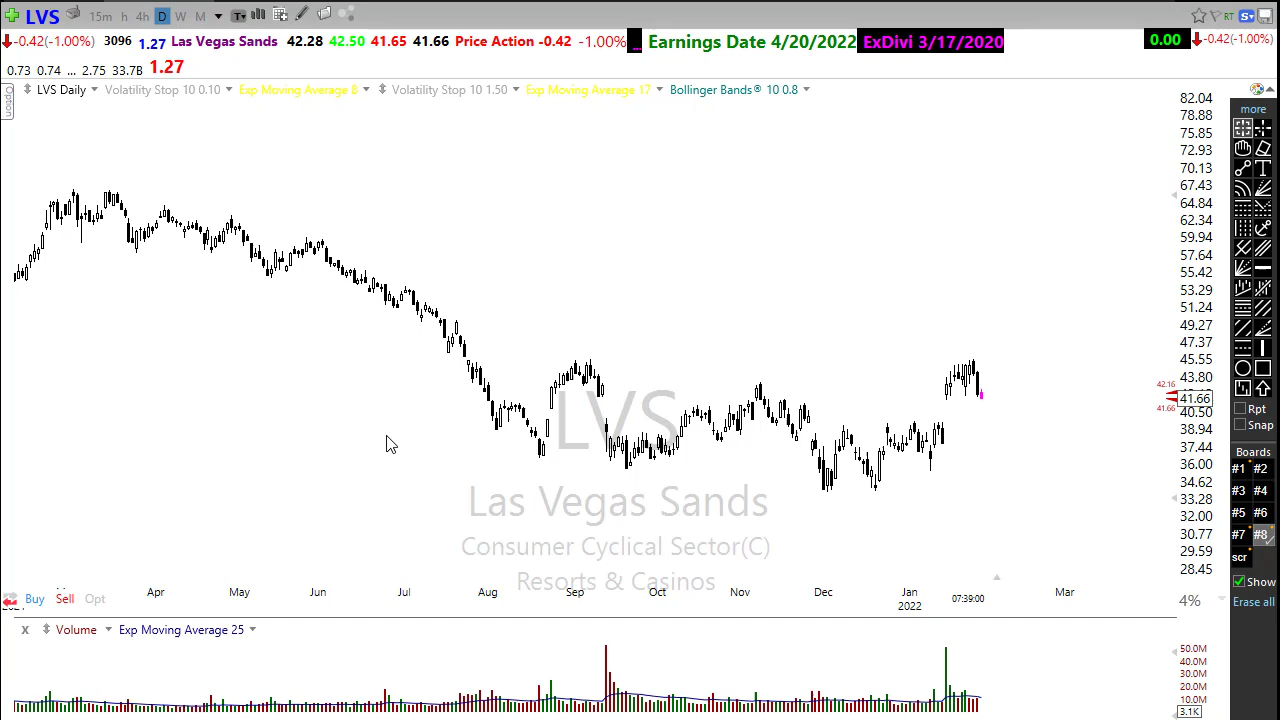 LVS 15m h 4h D W M T RT S
-0.42(-1.00%) 3096 1.27 Las Vegas Sands 42.28 42.50 41.65 41.66 Price Action -0.42 -1.00% ... Earnings Date 4/20/2022 ExDivi 3/17/2020 0.00 -0.42(-1.00%)
0.73 0.74 ... 2.75 33.7B 1.27
Option
LVS Daily Volatility Stop 10 0.10 Exp Moving Average 8 Volatility Stop 10 1.50 Exp Moving Average 17 Bollinger Bands® 10 0.8
82.04
78.88
75.85
72.93
70.13
67.43
64.84
62.34
59.94
57.64
55.42
53.29
51.24
49.27
47.37
45.55
43.80
42.16
41.66
41.66
40.50
38.94
37.44
36.00
34.62
33.28
32.00
30.77
29.59
28.45
LVS
Las Vegas Sands
Consumer Cyclical Sector(C)
Resorts & Casinos
Apr May Jun Jul Aug Sep Oct Nov Dec Jan Mar
2022 07:39:00
Buy Sell Opt 4%
X Volume Exp Moving Average 25
50.0M
40.0M
30.0M
20.0M
10.0M
3.1K
more
Rpt
Snap
Boards
#1 #2
#3 #4
#5 #6
#7 #8
scr
Show
Erase all